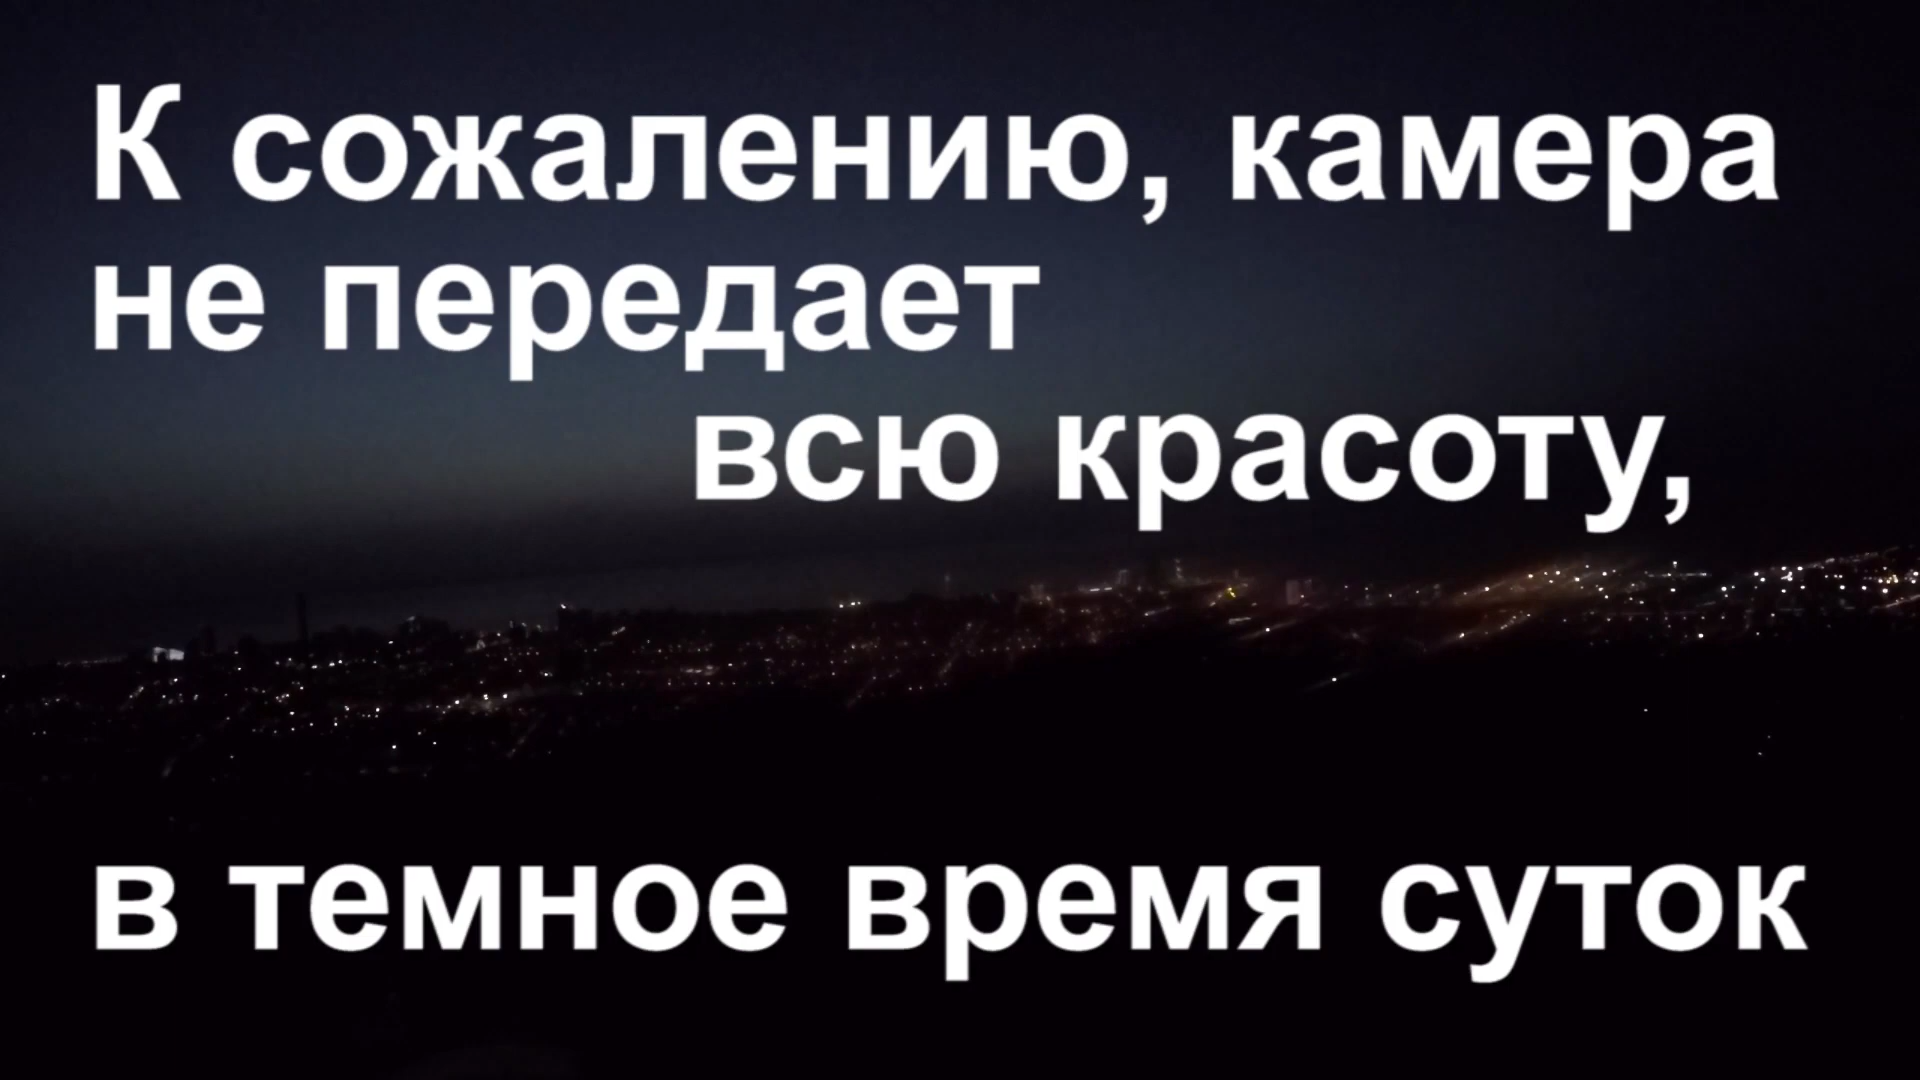 К сожалению, камера
не передает
всю красоту,
в темное время суток